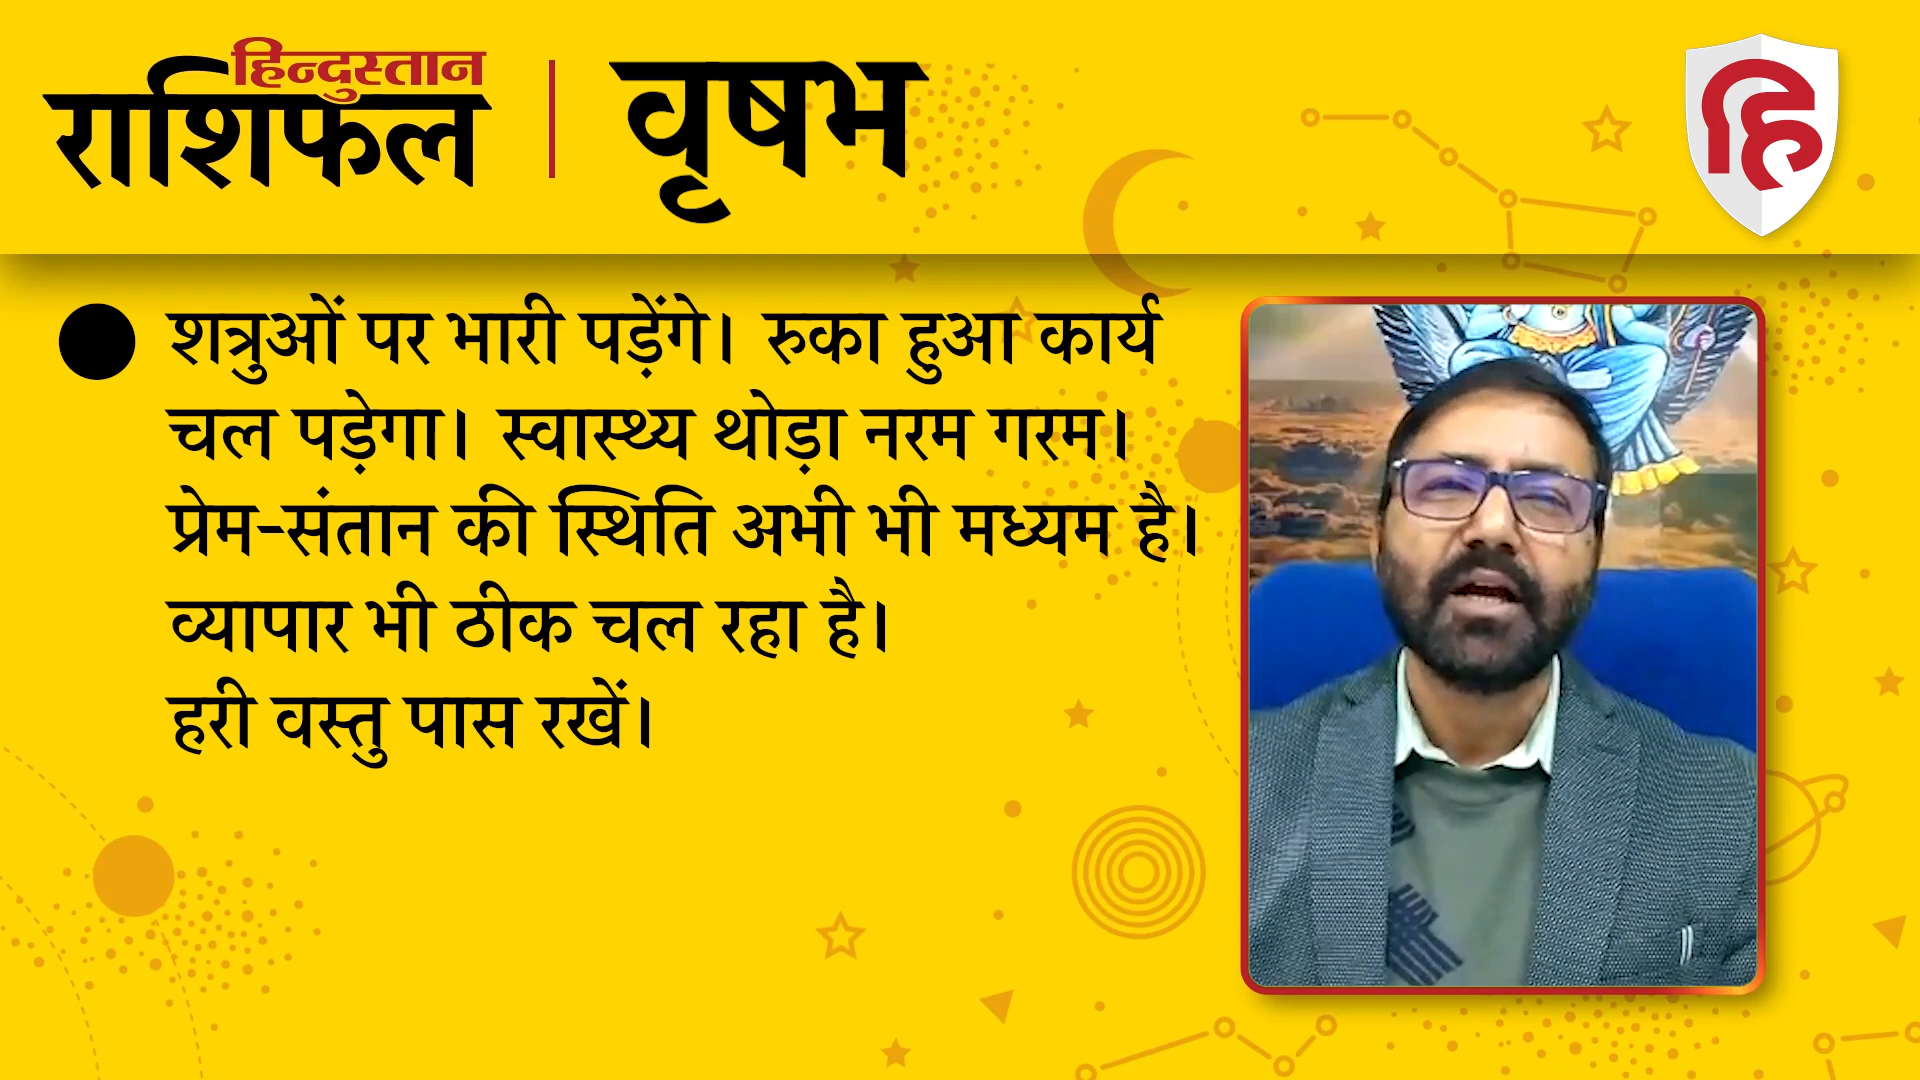 हिन्दुस्तान
राशिफल
वृषभ
हि
शत्रुओं पर भारी पड़ेंगे। रुका हुआ कार्य
चल पड़ेगा। स्वास्थ्य थोड़ा नरम गरम।
प्रेम-संतान की स्थिति अभी भी मध्यम है।
व्यापार भी ठीक चल रहा है।
हरी वस्तु पास रखें।